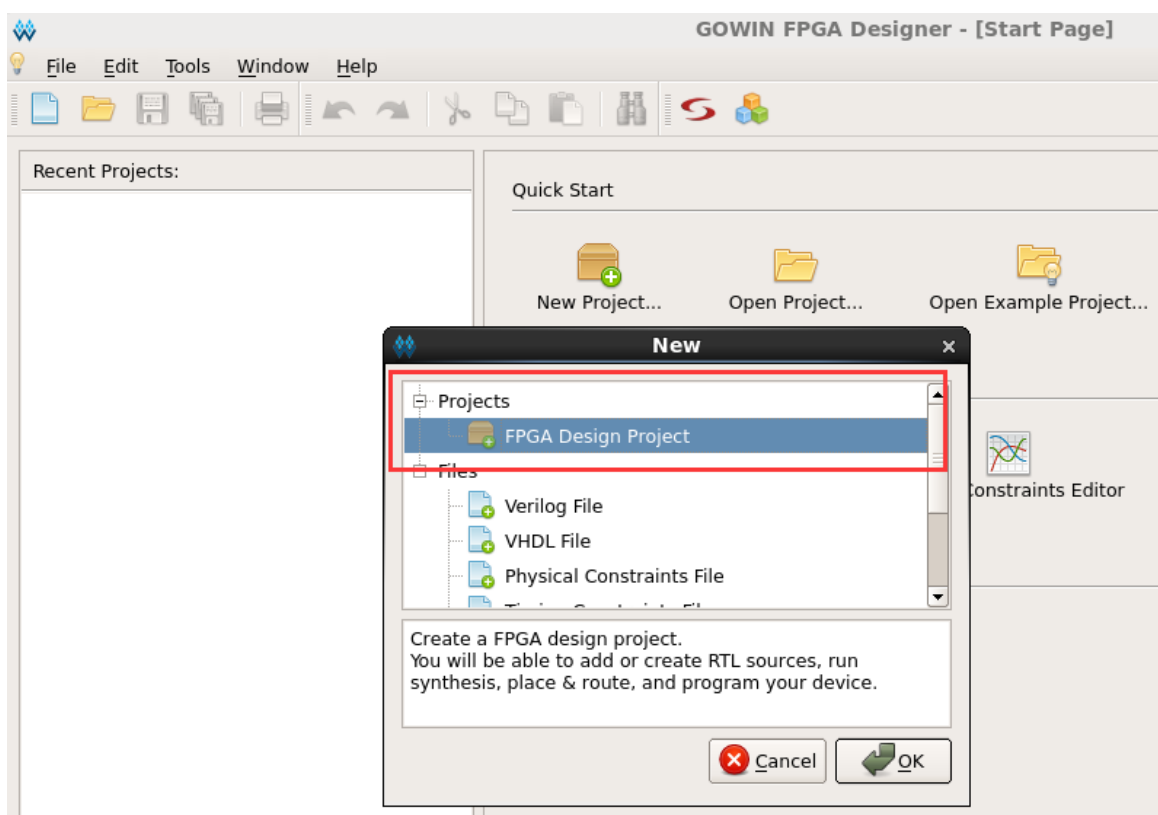 GOWIN FPGA Designer - [Start Page]
File Edit Tools Window Help
Recent Projects:
Quick Start
New Project... Open Project... Open Example Project...
New
Projects
FPGA Design Project
Files
Verilog File
VHDL File
Physical Constraints File
Constraints Editor
Create a FPGA design project.
You will be able to add or create RTL sources, run
synthesis, place & route, and program your device.
Cancel OK